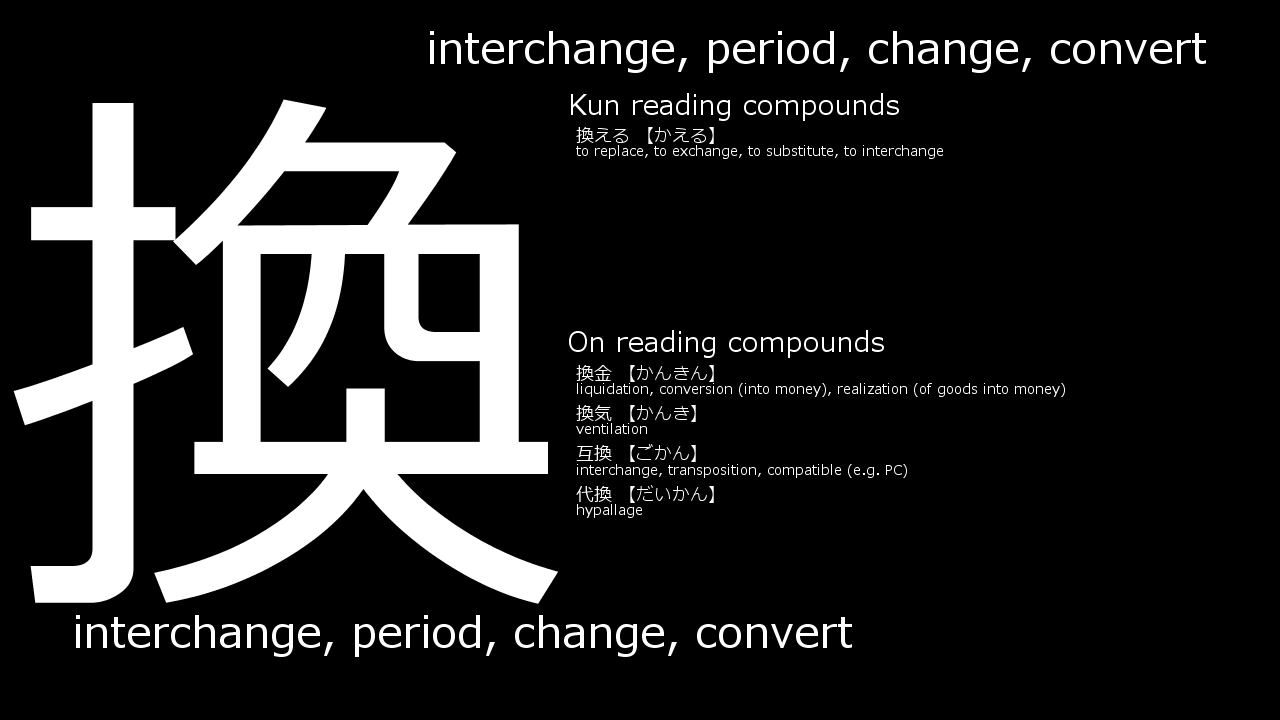 interchange, period, change, convert
換
Kun reading compounds
換える 【かえる】
to replace, to exchange, to substitute, to interchange
On reading compounds
換金 【かんきん】
liquidation, conversion (into money), realization (of goods into money)
換気 【かんき】
ventilation
互換 【ごかん】
interchange, transposition, compatible (e.g. PC)
代換 【だいかん】
hypallage
interchange, period, change, convert